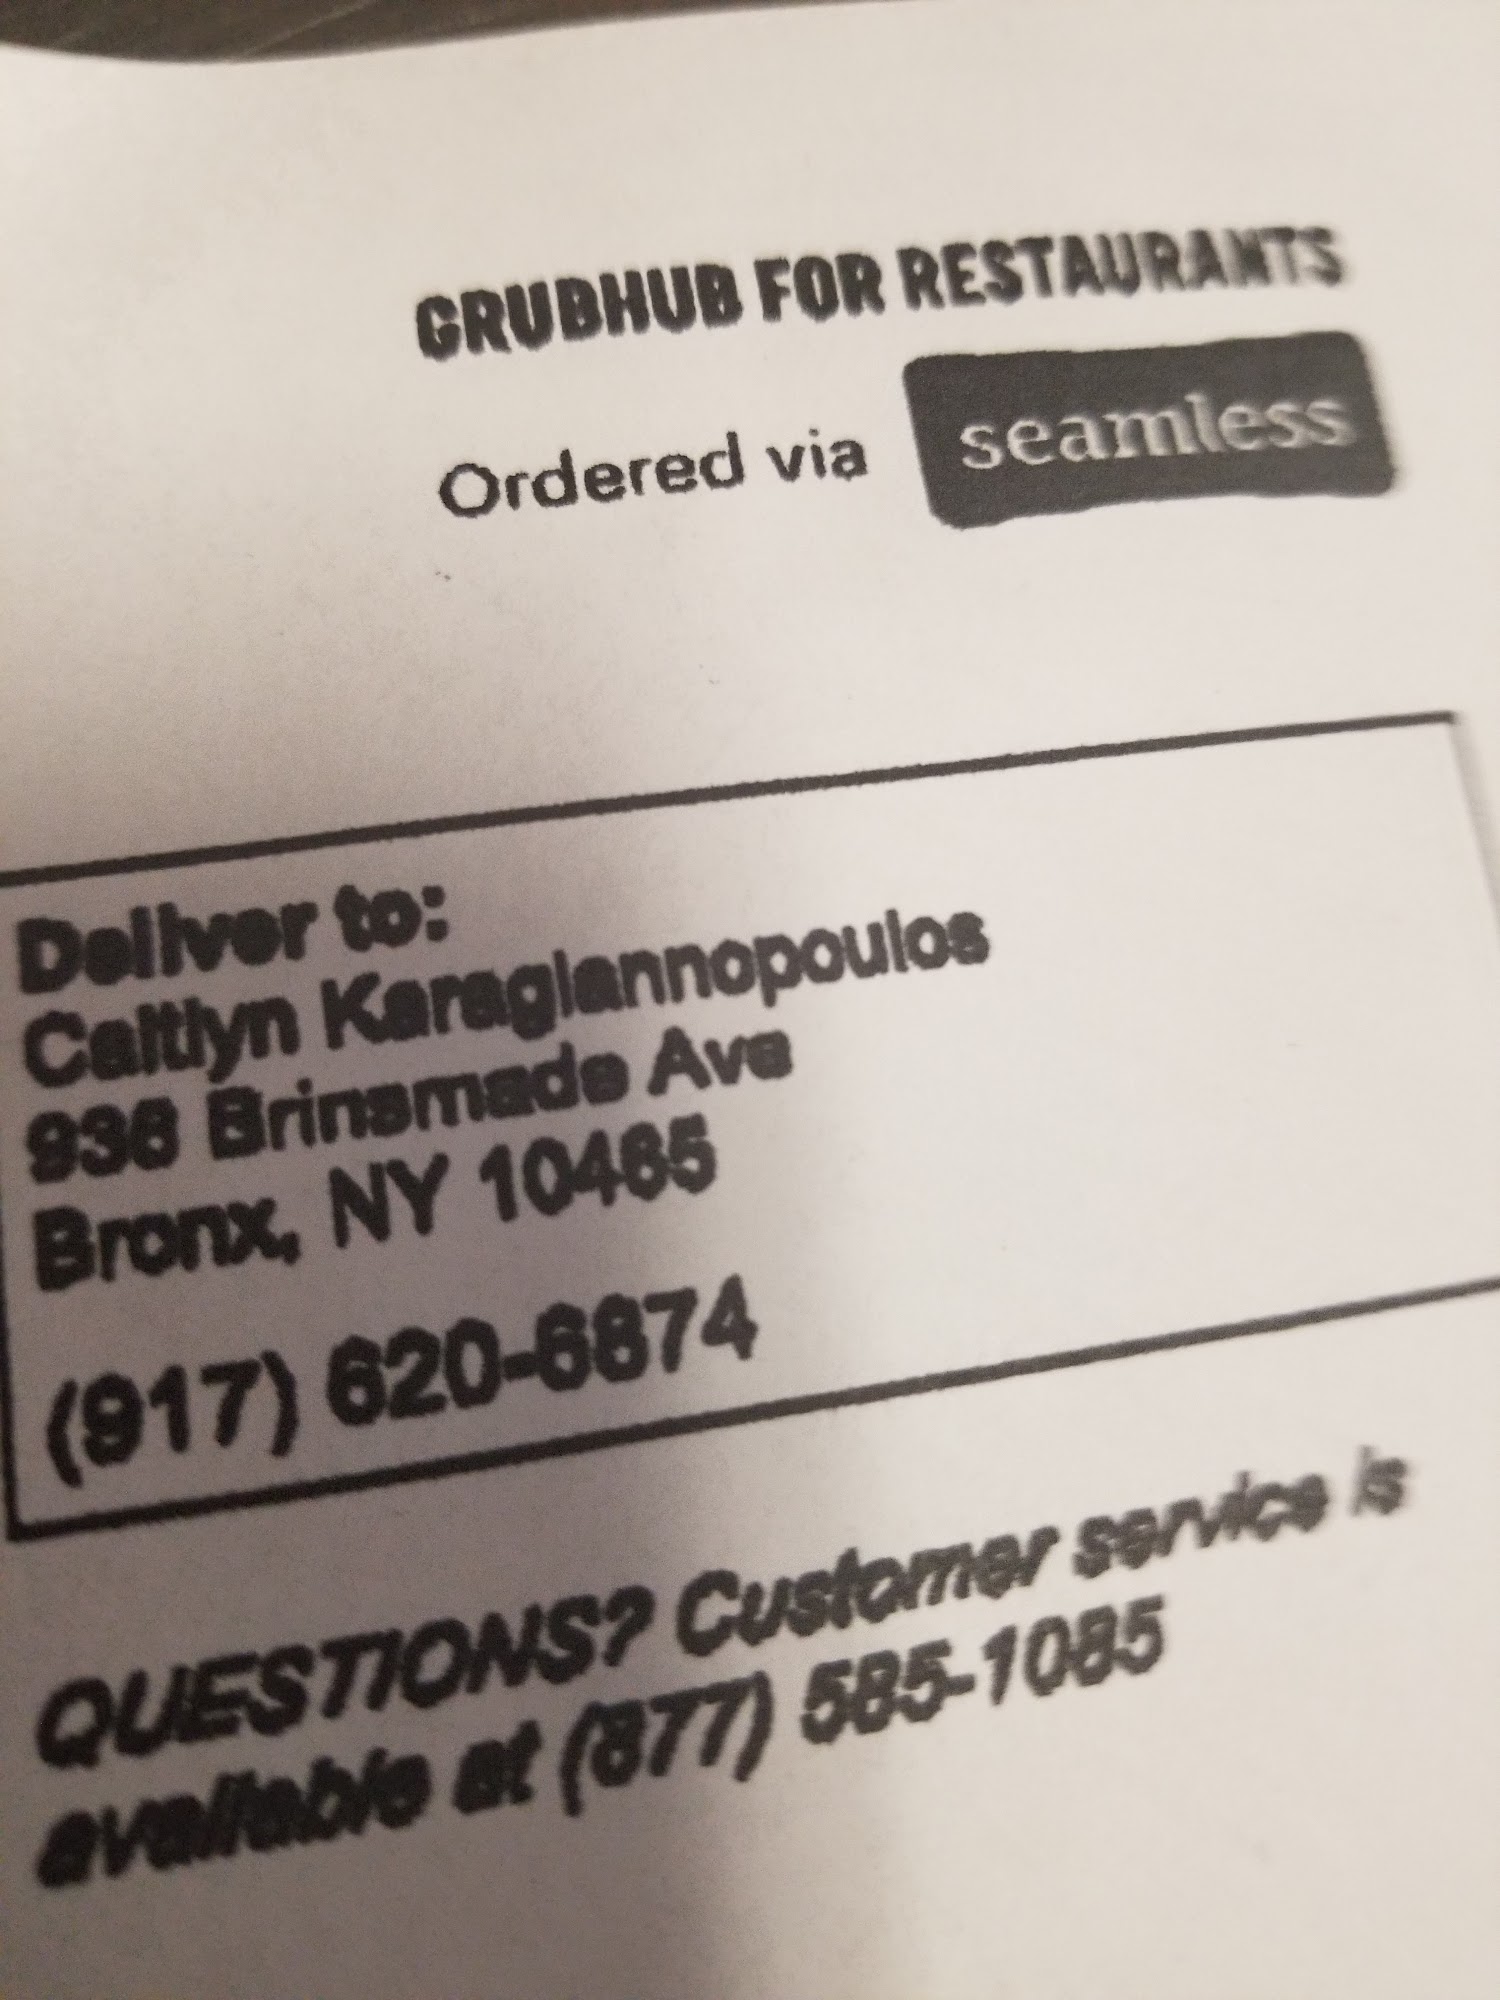 GRUBHUB FOR RESTAURANTS
Ordered via seamless
Deliver to:
Caitlyn Karagiannopoulos
936 Brinsmade Ave
Bronx, NY 10465
(917) 620-6874
QUESTIONS? Customer service is
available at (877) 585-1085